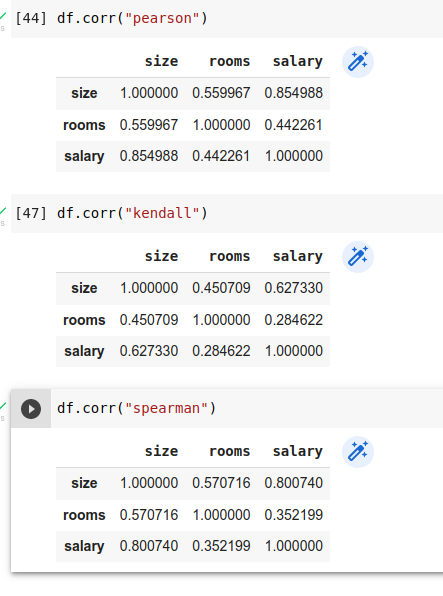 [44] df.corr("pearson")
size rooms salary
size 1.000000 0.559967 0.854988
rooms 0.559967 1.000000 0.442261
salary 0.854988 0.442261 1.000000
[47] df.corr("kendall")
size rooms salary
size 1.000000 0.450709 0.627330
rooms 0.450709 1.000000 0.284622
salary 0.627330 0.284622 1.000000
df.corr("spearman")
size rooms salary
size 1.000000 0.570716 0.800740
rooms 0.570716 1.000000 0.352199
salary 0.800740 0.352199 1.000000